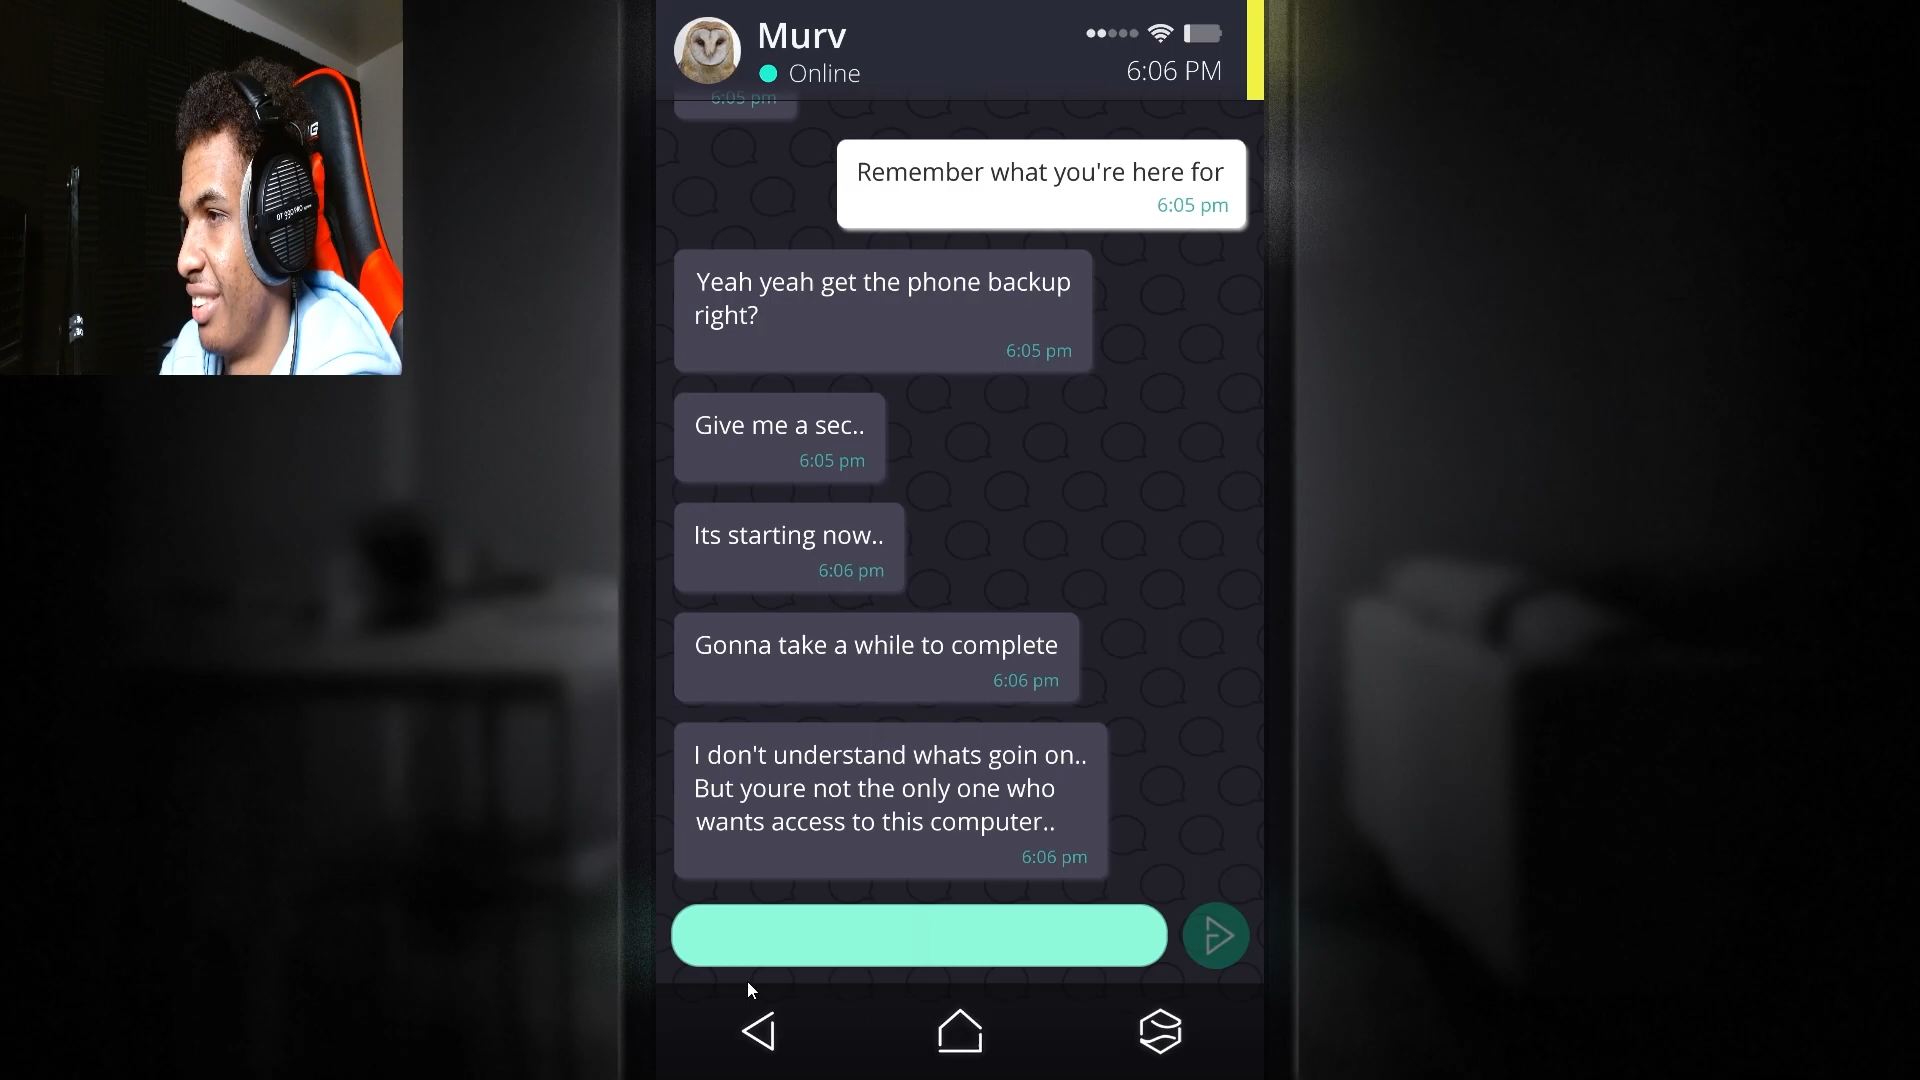 Murv
Online
6:06 PM
6:05 pm
Remember what you're here for
6:05 pm
Yeah yeah get the phone backup
right?
6:05 pm
Give me a sec..
6:05 pm
Its starting now..
6:06 pm
Gonna take a while to complete
6:06 pm
I don't understand whats goin on..
But youre not the only one who
wants access to this computer..
6:06 pm